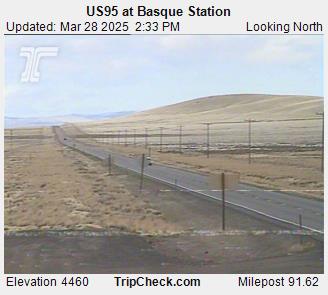 US95 at Basque Station
Updated: Mar 28 2025 2:33 PM Looking North
Elevation 4460 TripCheck.com Milepost 91.62